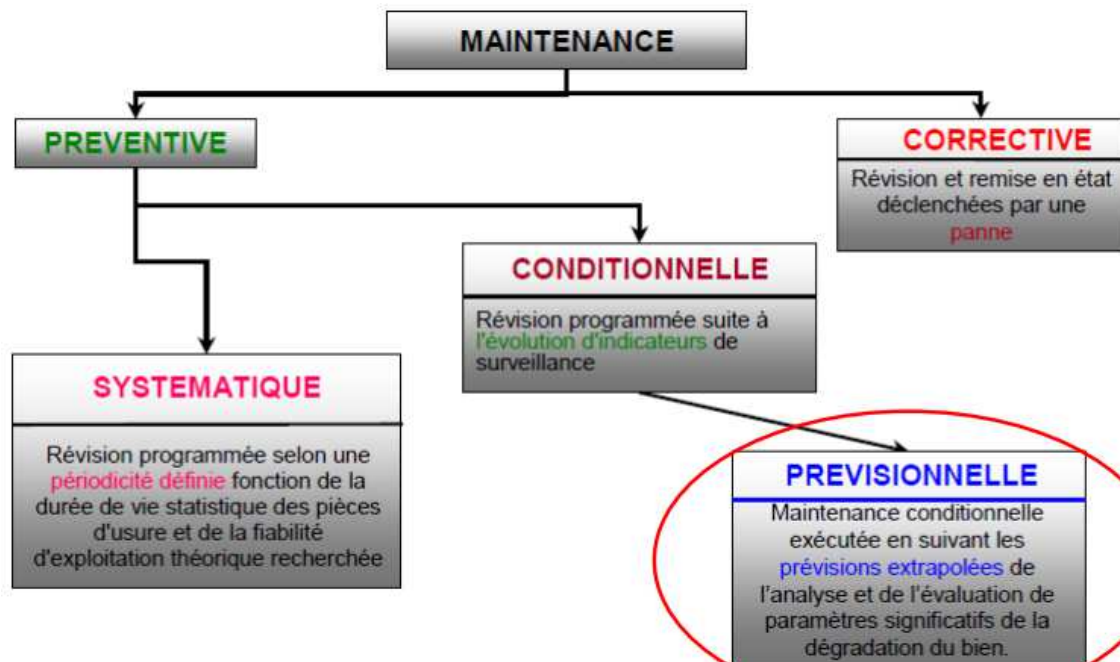 MAINTENANCE
PREVENTIVE
CORRECTIVE
Révision et remise en état
déclenchées par une
panne
CONDITIONNELLE
Révision programmée suite à
l'évolution d'indicateurs de
surveillance
SYSTEMATIQUE
Révision programmée selon une
périodicité définie fonction de la
durée de vie statistique des pièces
d'usure et de la fiabilité
d'exploitation théorique recherchée
PREVISIONNELLE
Maintenance conditionnelle
exécutée en suivant les
prévisions extrapolées de
l'analyse et de l'évaluation de
paramètres significatifs de la
dégradation du bien.